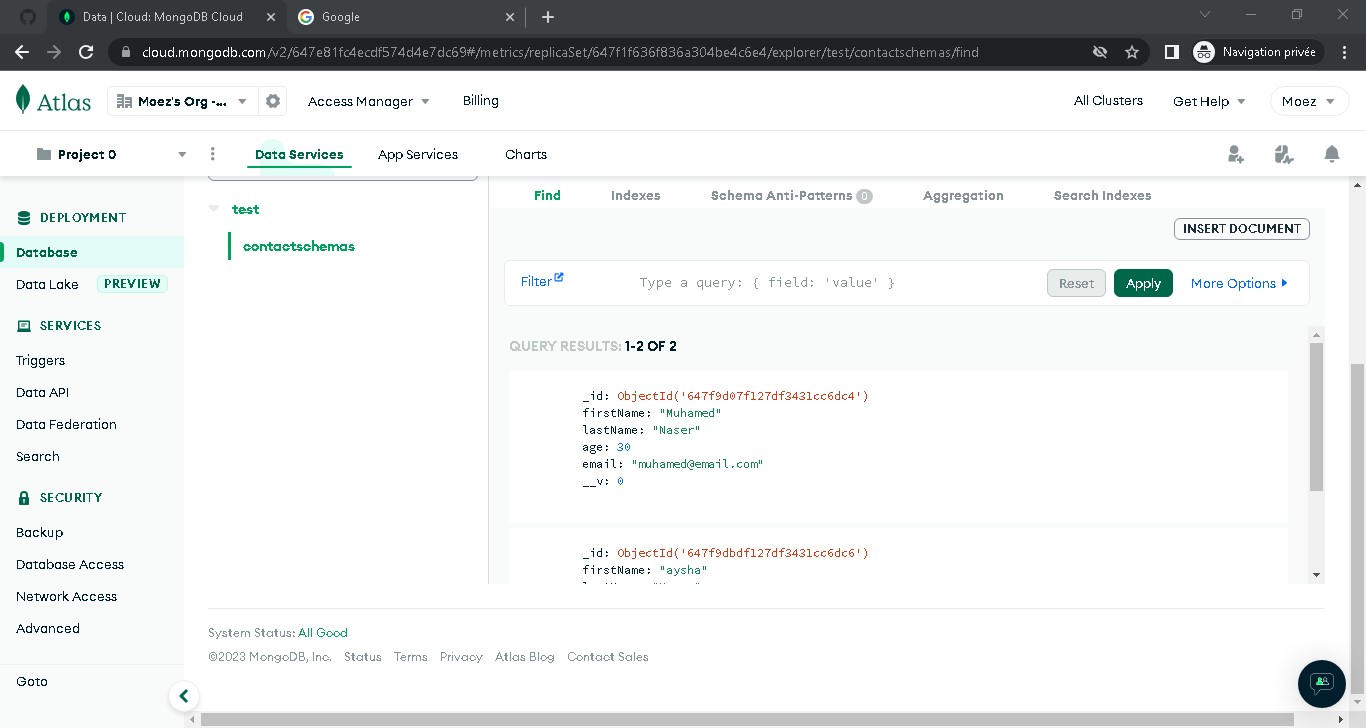 Data | Cloud: MongoDB Cloud
Google
cloud.mongodb.com/v2/647e81fc4ecdf574d4e7dc69#/metrics/replicaSet/647f1f636f836a304be4c6e4/explorer/test/contactschemas/find
Navigation privée
Atlas
Moez's Org -...
Access Manager
Billing
All Clusters
Get Help
Moez
Project 0
Data Services
App Services
Charts
DEPLOYMENT
Database
Data Lake PREVIEW
SERVICES
Triggers
Data API
Data Federation
Search
SECURITY
Backup
Database Access
Network Access
Advanced
Goto
test
contactschemas
Find
Indexes
Schema Anti-Patterns 0
Aggregation
Search Indexes
INSERT DOCUMENT
Filter
Type a query: { field: 'value' }
Reset
Apply
More Options
QUERY RESULTS: 1-2 OF 2
_id: ObjectId('647f9d07f127df3431cc6dc4')
firstName: "Muhamed"
lastName: "Naser"
age: 30
email: "muhamed@email.com"
__v: 0
_id: ObjectId('647f9dbdf127df3431cc6dc6')
firstName: "aysha"
System Status: All Good
©2023 MongoDB, Inc.
Status
Terms
Privacy
Atlas Blog
Contact Sales